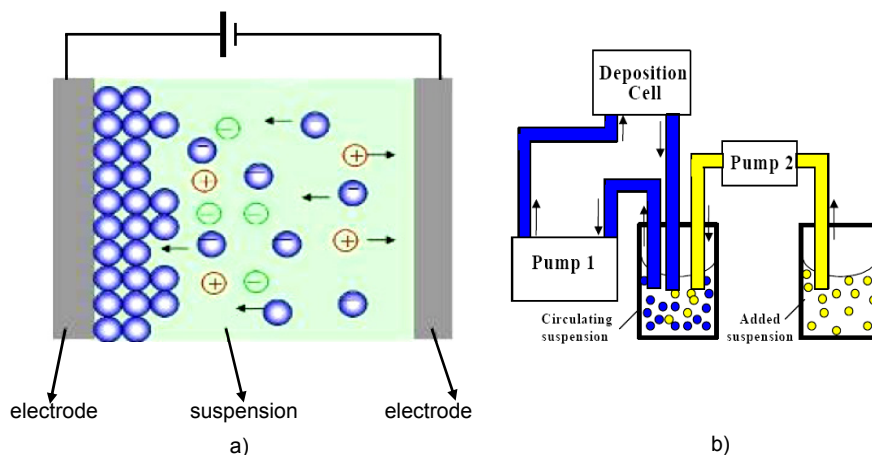 electrode
suspension
electrode
a)
Deposition
Cell
Pump 2
Pump 1
Circulating
suspension
Added
suspension
b)